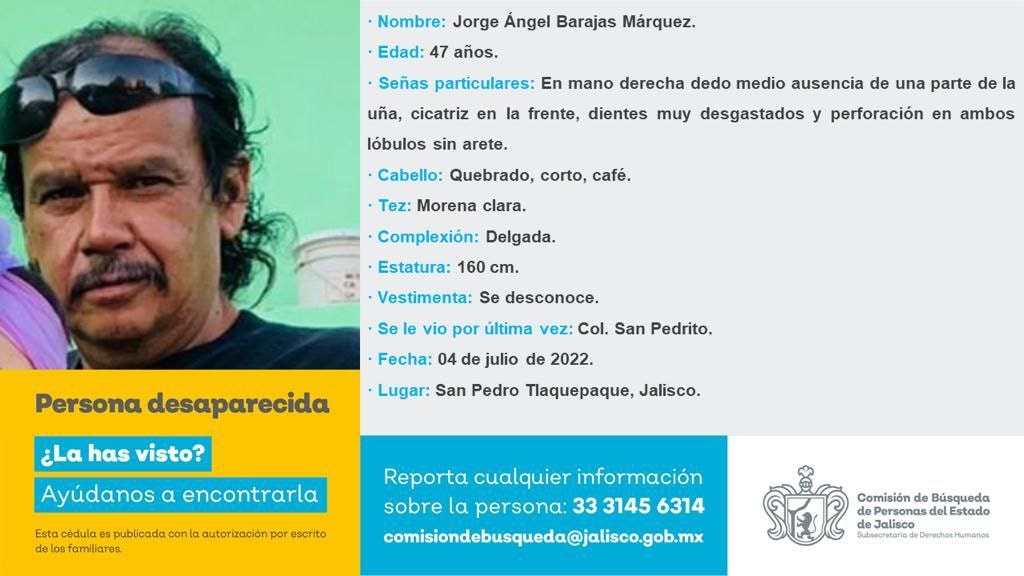 · Nombre: Jorge Ángel Barajas Márquez.
· Edad: 47 años.
· Señas particulares: En mano derecha dedo medio ausencia de una parte de la
uña, cicatriz en la frente, dientes muy desgastados y perforación en ambos
lóbulos sin arete.
· Cabello: Quebrado, corto, café.
· Tez: Morena clara.
· Complexión: Delgada.
· Estatura: 160 cm.
· Vestimenta: Se desconoce.
· Se le vio por última vez: Col. San Pedrito.
· Fecha: 04 de julio de 2022.
· Lugar: San Pedro Tlaquepaque, Jalisco.
Persona desaparecida
¿La has visto?
Ayúdanos a encontrarla
Esta cédula es publicada con la autorización por escrito
de los familiares.
Reporta cualquier información
sobre la persona: 33 3145 6314
comisiondebusqueda@jalisco.gob.mx
Comisión de Búsqueda
de Personas del Estado
de Jalisco
Subsecretaría de Derechos Humanos